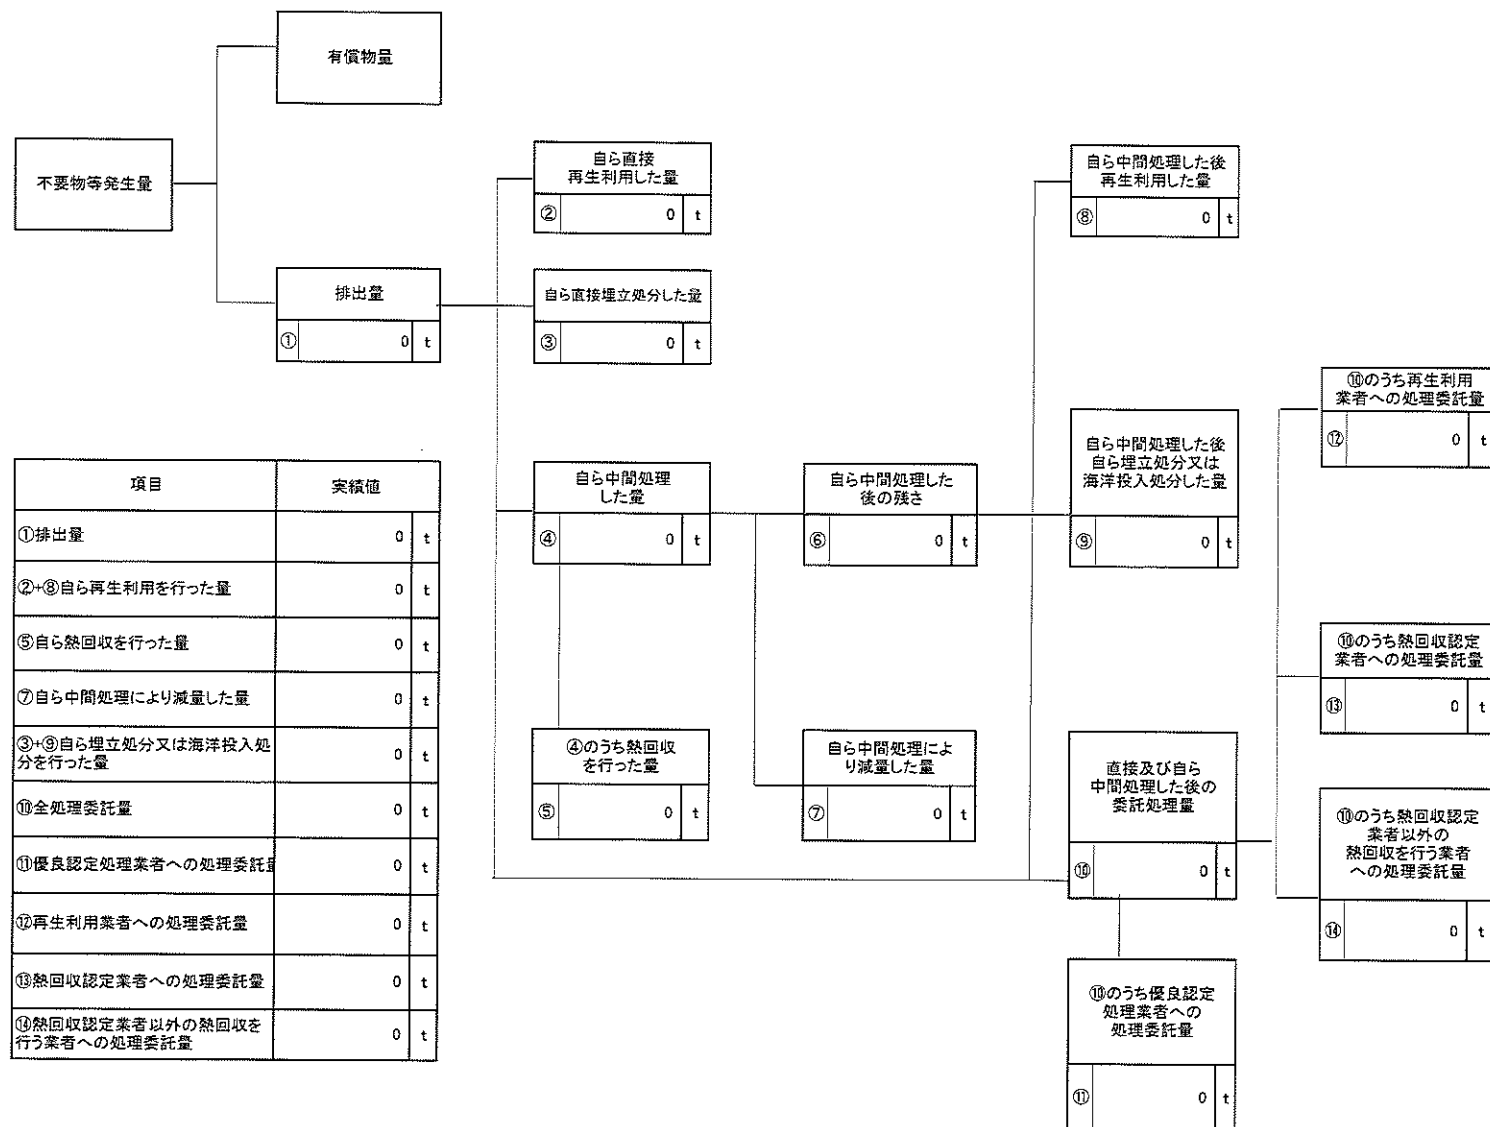 有償物量
不要物等発生量
排出量
① 0 t
自ら直接
再生利用した量
② 0 t
自ら直接埋立処分した量
③ 0 t
自ら中間処理
した量
④ 0 t
④のうち熱回収
を行った量
⑤ 0 t
自ら中間処理した
後の残さ
⑥ 0 t
自ら中間処理によ
り減量した量
⑦ 0 t
自ら中間処理した後
再生利用した量
⑧ 0 t
自ら中間処理した後
自ら埋立処分又は
海洋投入処分した量
⑨ 0 t
直接及び自ら
中間処理した後の
委託処理量
⑩ 0 t
⑩のうち優良認定
処理業者への
処理委託量
⑪ 0 t
⑩のうち再生利用
業者への処理委託量
⑫ 0 t
⑩のうち熱回収認定
業者への処理委託量
⑬ 0 t
⑩のうち熱回収認定
業者以外の
熱回収を行う業者
への処理委託量
⑭ 0 t
項目 実績値
①排出量 0 t
②+⑧自ら再生利用を行った量 0 t
⑤自ら熱回収を行った量 0 t
⑦自ら中間処理により減量した量 0 t
③+⑨自ら埋立処分又は海洋投入処
分を行った量 0 t
⑩全処理委託量 0 t
⑪優良認定処理業者への処理委託量 0 t
⑫再生利用業者への処理委託量 0 t
⑬熱回収認定業者への処理委託量 0 t
⑭熱回収認定業者以外の熱回収を
行う業者への処理委託量 0 t